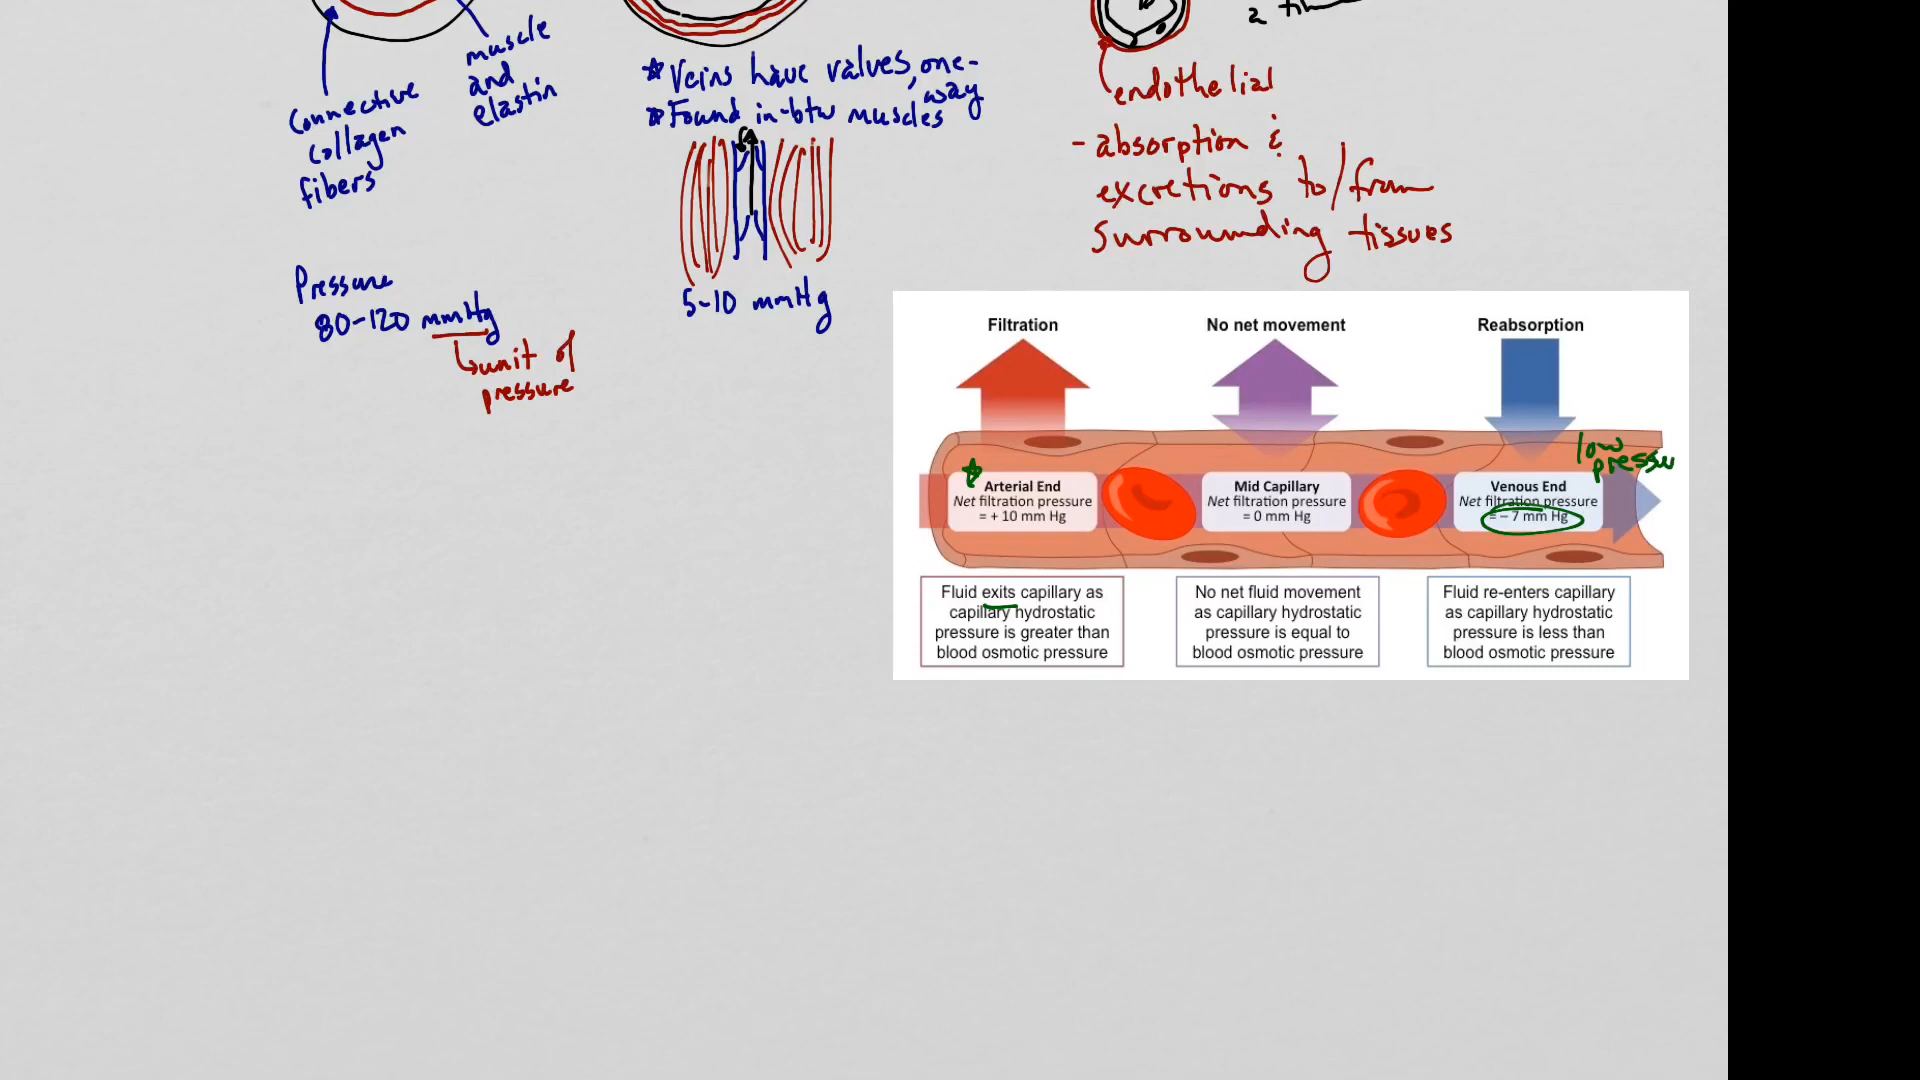 muscle
and
elastin
Connective
collagen
fibers
Pressure
80-120 mmHg
unit of
pressure
* Veins have valves, one-
way
* Found in-btw muscles
5-10 mmHg
a
endothelial
- absorption &
excretions to/from
surrounding tissues
Filtration
No net movement
Reabsorption
low
pressu
Arterial End
Net filtration pressure
= + 10 mm Hg
Mid Capillary
Net filtration pressure
= 0 mm Hg
Venous End
Net filtration pressure
= – 7 mm Hg
Fluid exits capillary as
capillary hydrostatic
pressure is greater than
blood osmotic pressure
No net fluid movement
as capillary hydrostatic
pressure is equal to
blood osmotic pressure
Fluid re-enters capillary
as capillary hydrostatic
pressure is less than
blood osmotic pressure